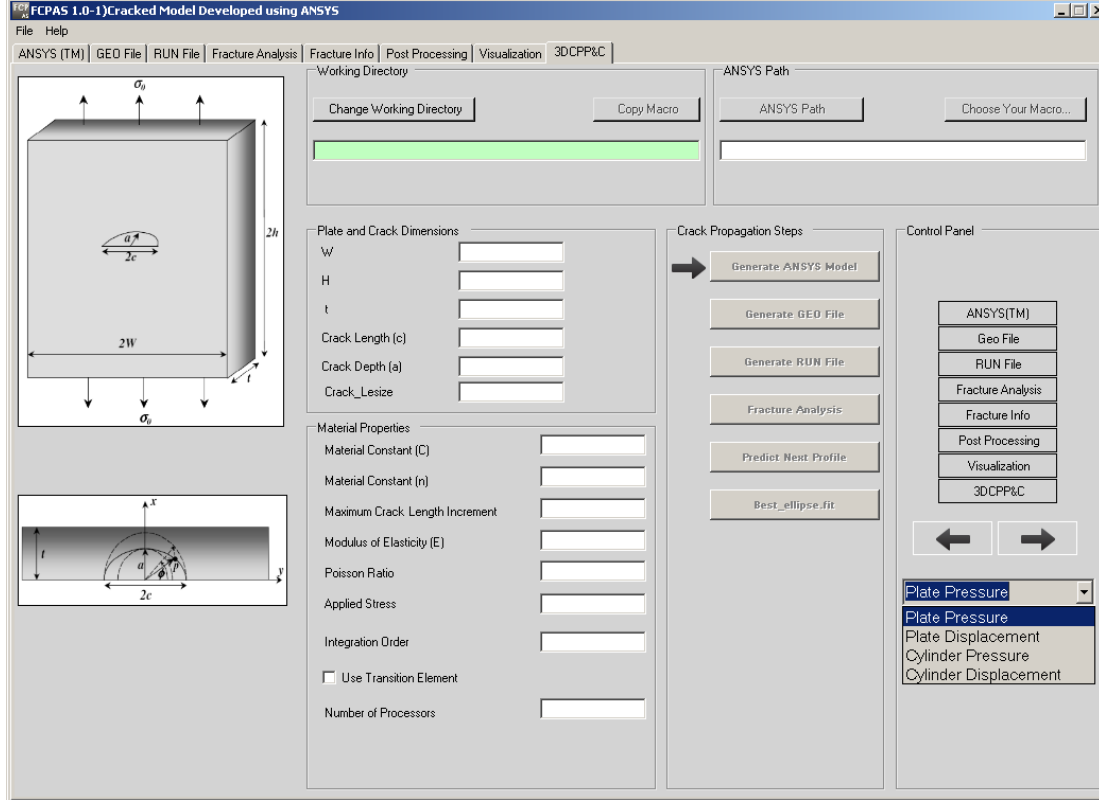 FCP AS FCPAS 1.0-1)Cracked Model Developed using ANSYS
File Help
ANSYS (TM) GEO File RUN File Fracture Analysis Fracture Info Post Processing Visualization 3DCPP&C
σ0
a
2c
2h
2W
t
σ0
x
t
a
ϕ
p
y
2c
Working Directory
Change Working Directory Copy Macro
ANSYS Path
ANSYS Path Choose Your Macro...
Plate and Crack Dimensions
W
H
t
Crack Length (c)
Crack Depth (a)
Crack_Lesize
Material Properties
Material Constant (C)
Material Constant (n)
Maximum Crack Length Increment
Modulus of Elasticity (E)
Poisson Ratio
Applied Stress
Integration Order
Use Transition Element
Number of Processors
Crack Propagation Steps
Generate ANSYS Model
Generate GEO File
Generate RUN File
Fracture Analysis
Predict Next Profile
Best_ellipse.fit
Control Panel
ANSYS(TM)
Geo File
RUN File
Fracture Analysis
Fracture Info
Post Processing
Visualization
3DCPP&C
Plate Pressure
Plate Pressure
Plate Displacement
Cylinder Pressure
Cylinder Displacement